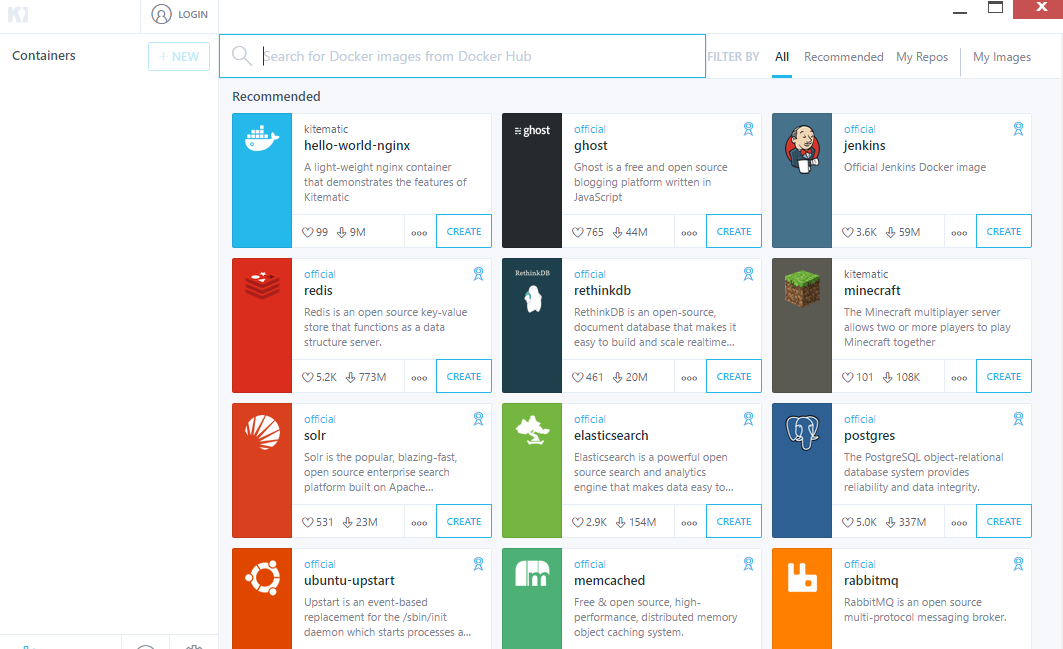 LOGIN
Containers
+ NEW
Search for Docker images from Docker Hub
FILTER BY All Recommended My Repos My Images
Recommended
kitematic
hello-world-nginx
A light-weight nginx container
that demonstrates the features of
Kitematic
99 9M
CREATE
ghost
official
ghost
Ghost is a free and open source
blogging platform written in
JavaScript
765 44M
CREATE
official
jenkins
Official Jenkins Docker image
3.6K 59M
CREATE
official
redis
Redis is an open source key-value
store that functions as a data
structure server.
5.2K 773M
CREATE
RethinkDB
official
rethinkdb
RethinkDB is an open-source,
document database that makes it
easy to build and scale realtime...
461 20M
CREATE
kitematic
minecraft
The Minecraft multiplayer server
allows two or more players to play
Minecraft together
101 108K
CREATE
official
solr
Solr is the popular, blazing-fast,
open source enterprise search
platform built on Apache...
531 23M
CREATE
official
elasticsearch
Elasticsearch is a powerful open
source search and analytics
engine that makes data easy to...
2.9K 154M
CREATE
official
postgres
The PostgreSQL object-relational
database system provides
reliability and data integrity.
5.0K 337M
CREATE
official
ubuntu-upstart
Upstart is an event-based
replacement for the /sbin/init
daemon which starts processes a...
official
memcached
Free & open source, high-
performance, distributed memory
object caching system.
official
rabbitmq
RabbitMQ is an open source
multi-protocol messaging broker.